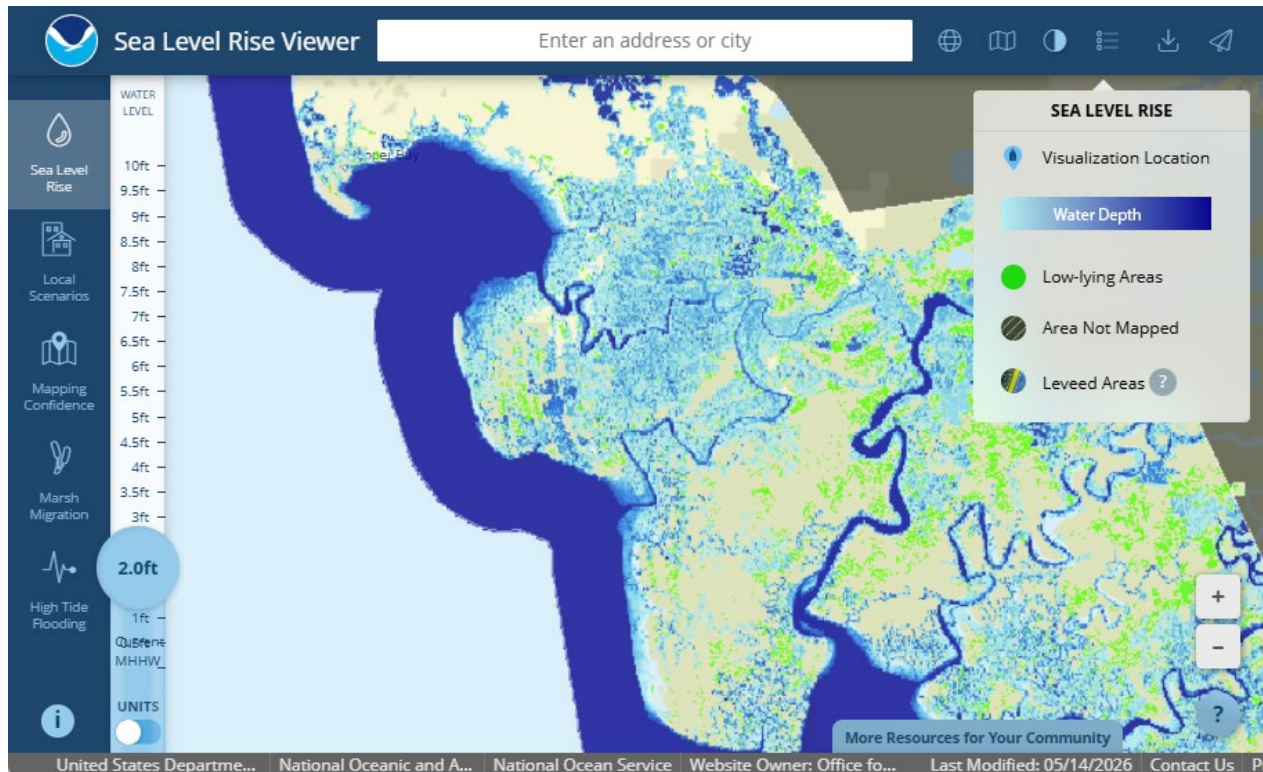 Sea Level Rise Viewer
Enter an address or city
WATER
LEVEL
10ft
9.5ft
9ft
8.5ft
8ft
7.5ft
7ft
6.5ft
6ft
5.5ft
5ft
4.5ft
4ft
3.5ft
3ft
2.0ft
1ft
0.5ft
Current
MHHW
UNITS
Sea Level
Rise
Local
Scenarios
Mapping
Confidence
Marsh
Migration
High Tide
Flooding
i
Bay
SEA LEVEL RISE
Visualization Location
Water Depth
Low-lying Areas
Area Not Mapped
Leveed Areas ?
+
−
?
More Resources for Your Community
United States Departme... National Oceanic and A... National Ocean Service Website Owner: Office fo... Last Modified: 05/14/2026 Contact Us